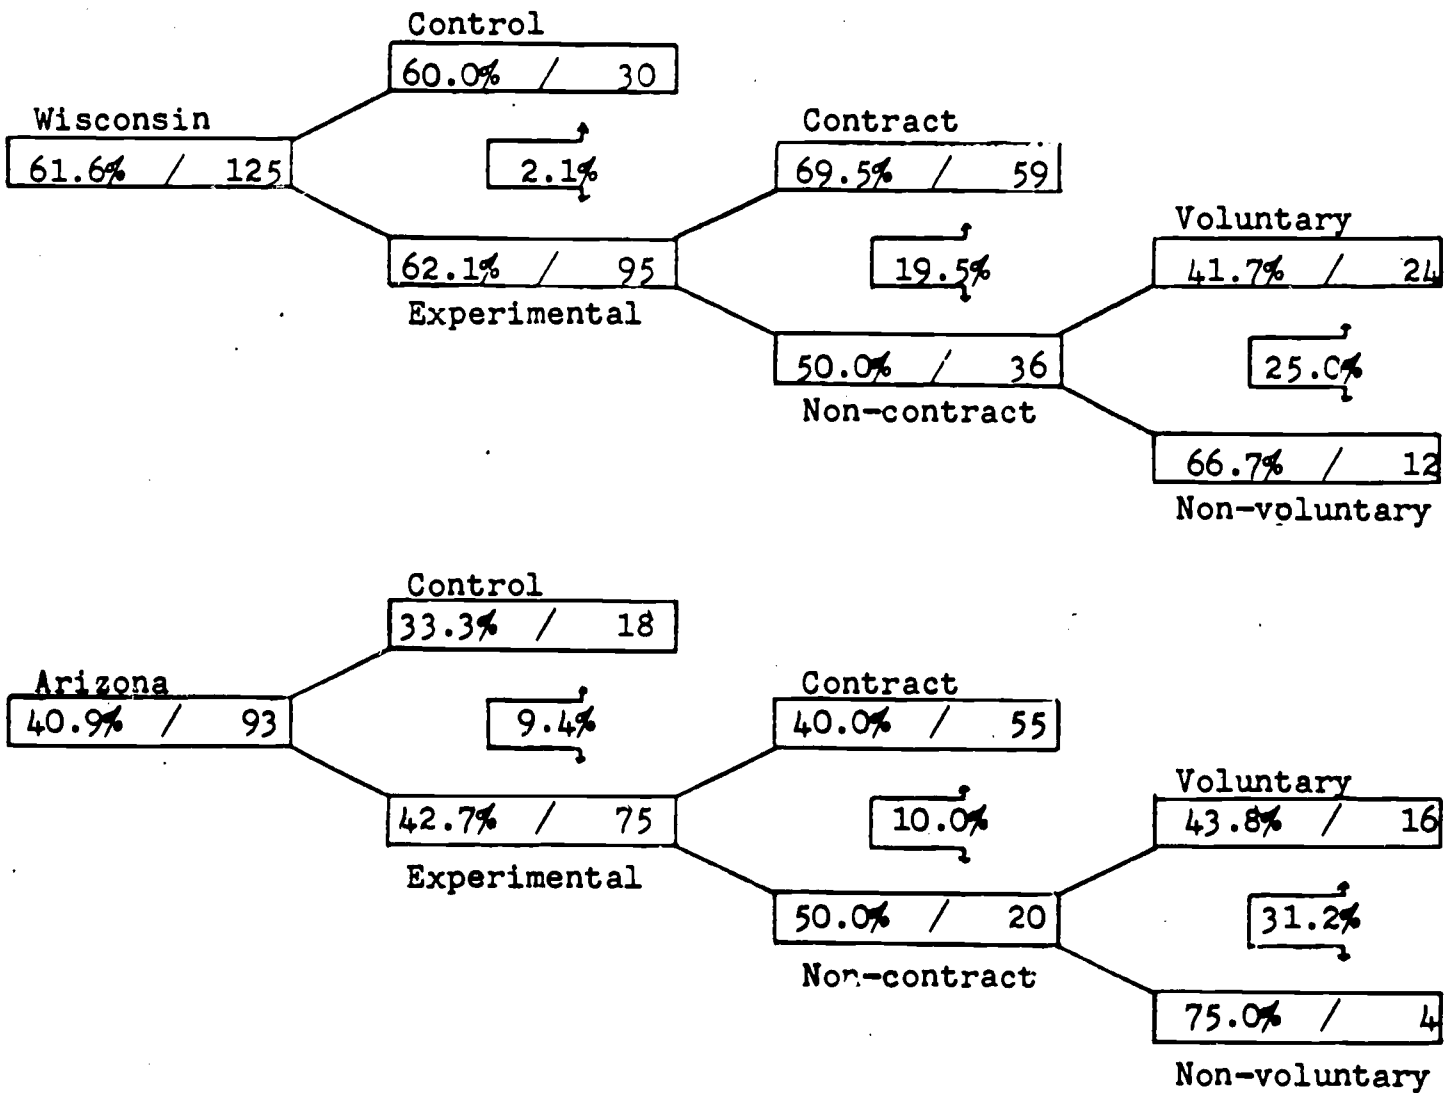 Control
60.0% / 30
Wisconsin
61.6% / 125
2.1%
Contract
69.5% / 59
62.1% / 95
Experimental
19.5%
Voluntary
41.7% / 24
50.0% / 36
Non-contract
25.0%
66.7% / 12
Non-voluntary
Control
33.3% / 18
Arizona
40.9% / 93
9.4%
Contract
40.0% / 55
42.7% / 75
Experimental
10.0%
Voluntary
43.8% / 16
50.0% / 20
Non-contract
31.2%
75.0% / 4
Non-voluntary